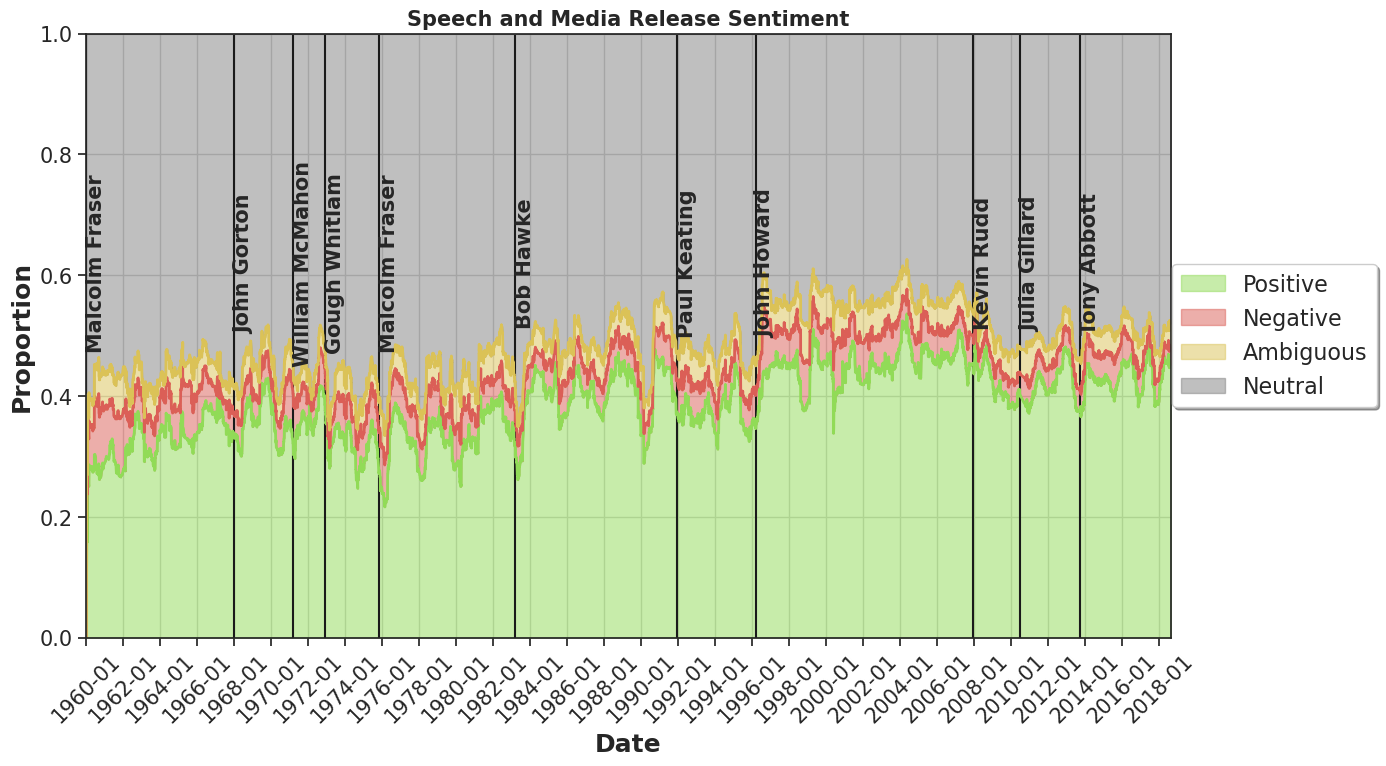 Speech and Media Release Sentiment
Proportion
1.0
0.8
0.6
0.4
0.2
0.0
Malcolm Fraser
John Gorton
William McMahon
Gough Whitlam
Malcolm Fraser
Bob Hawke
Paul Keating
John Howard
Kevin Rudd
Julia Gillard
Tony Abbott
Positive
Negative
Ambiguous
Neutral
1960-01
1962-01
1964-01
1966-01
1968-01
1970-01
1972-01
1974-01
1976-01
1978-01
1980-01
1982-01
1984-01
1986-01
1988-01
1990-01
1992-01
1994-01
1996-01
1998-01
2000-01
2002-01
2004-01
2006-01
2008-01
2010-01
2012-01
2014-01
2016-01
2018-01
Date